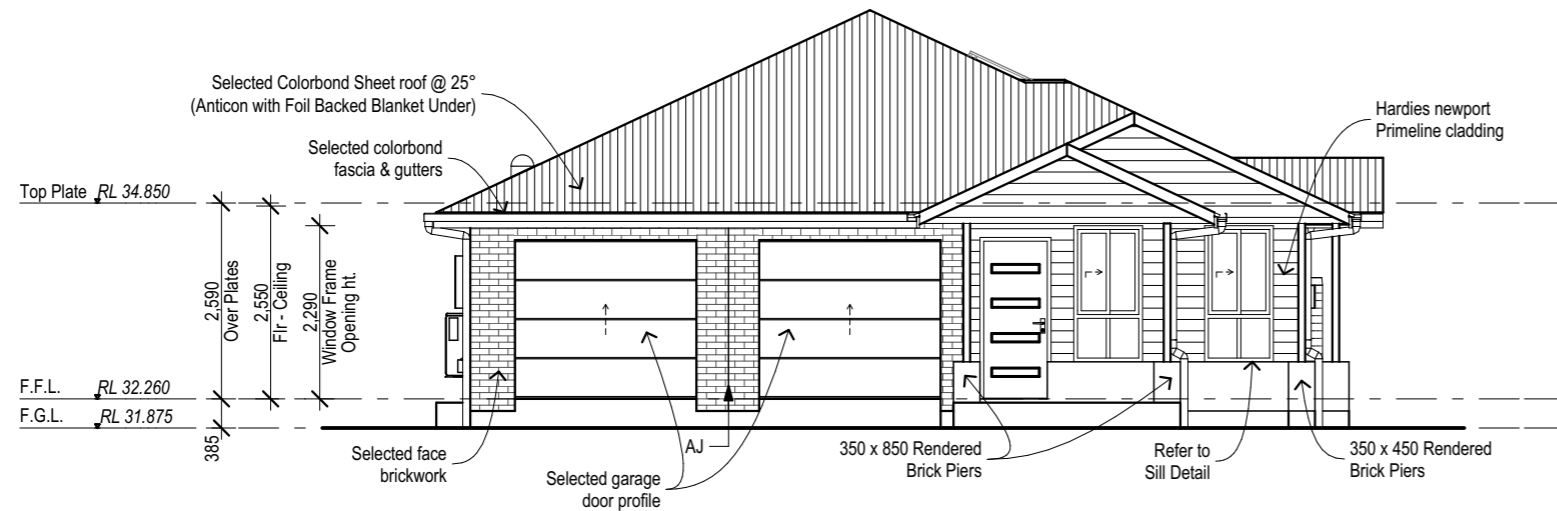 Selected Colorbond Sheet roof @ 25°
(Anticon with Foil Backed Blanket Under)
Hardies newport
Primeline cladding
Selected colorbond
fascia & gutters
Top Plate RL 34.850
2,590
Over Plates
2,550
Flr - Ceiling
2,290
Window Frame
Opening ht.
F.F.L. RL 32.260
F.G.L. RL 31.875
385
Selected face
brickwork
Selected garage
door profile
AJ
350 x 850 Rendered
Brick Piers
Refer to
Sill Detail
350 x 450 Rendered
Brick Piers